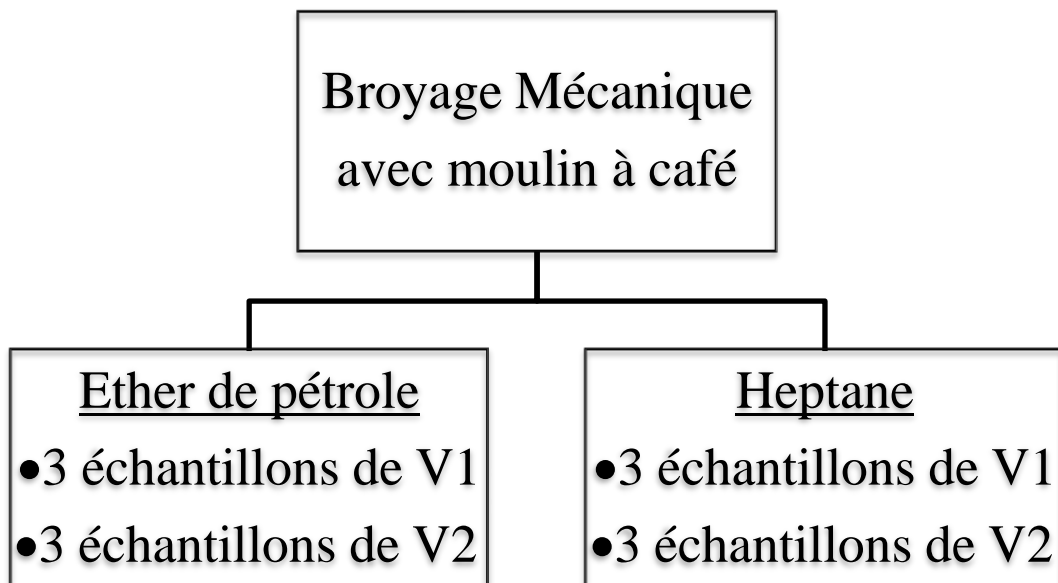 Broyage Mécanique
avec moulin à café
Ether de pétrole
•3 échantillons de V1
•3 échantillons de V2
Heptane
•3 échantillons de V1
•3 échantillons de V2